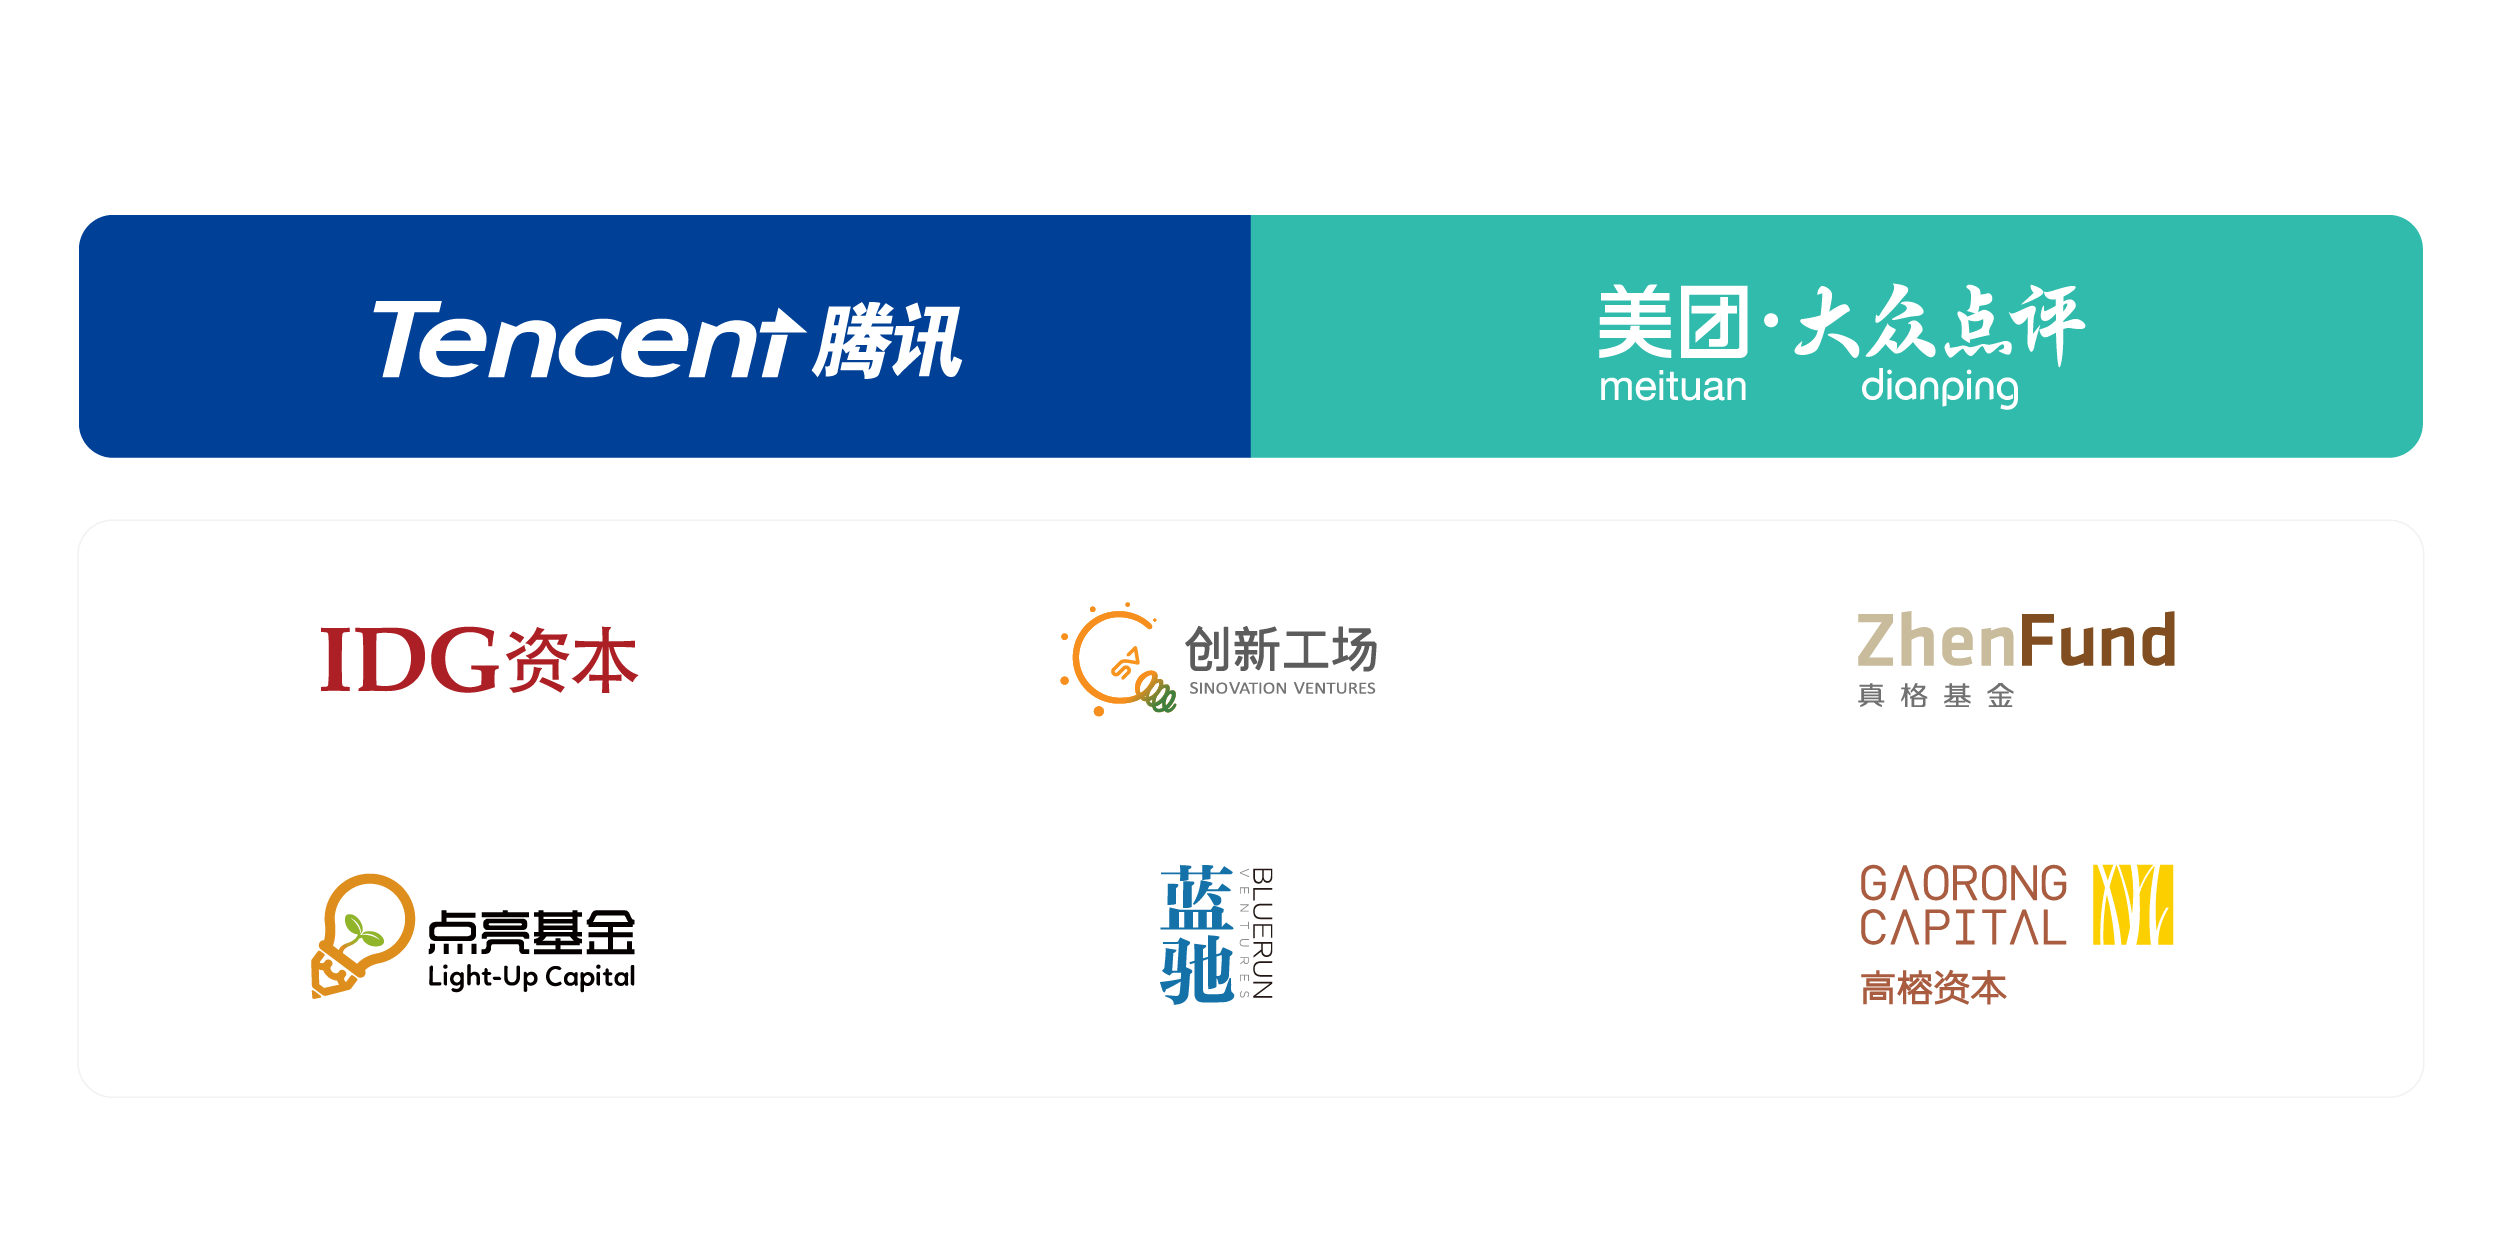 Tencent 腾讯
美团·大众点评
meituan dianping
IDG资本
创新工场
SINOVATION VENTURES
ZhenFund
真格基金
点亮基金
Light-Up Capital
蓝驰
BLUERUN
VENTURES
GAORONG
CAPITAL
高榕资本